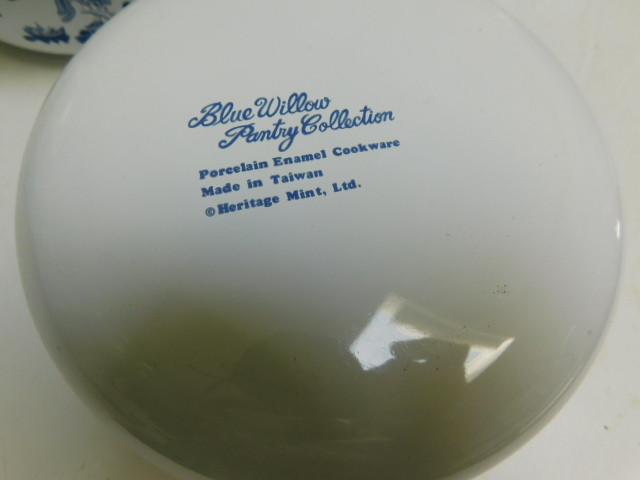 Blue Willow
Pantry Collection
Porcelain Enamel Cookware
Made in Taiwan
©Heritage Mint, Ltd.